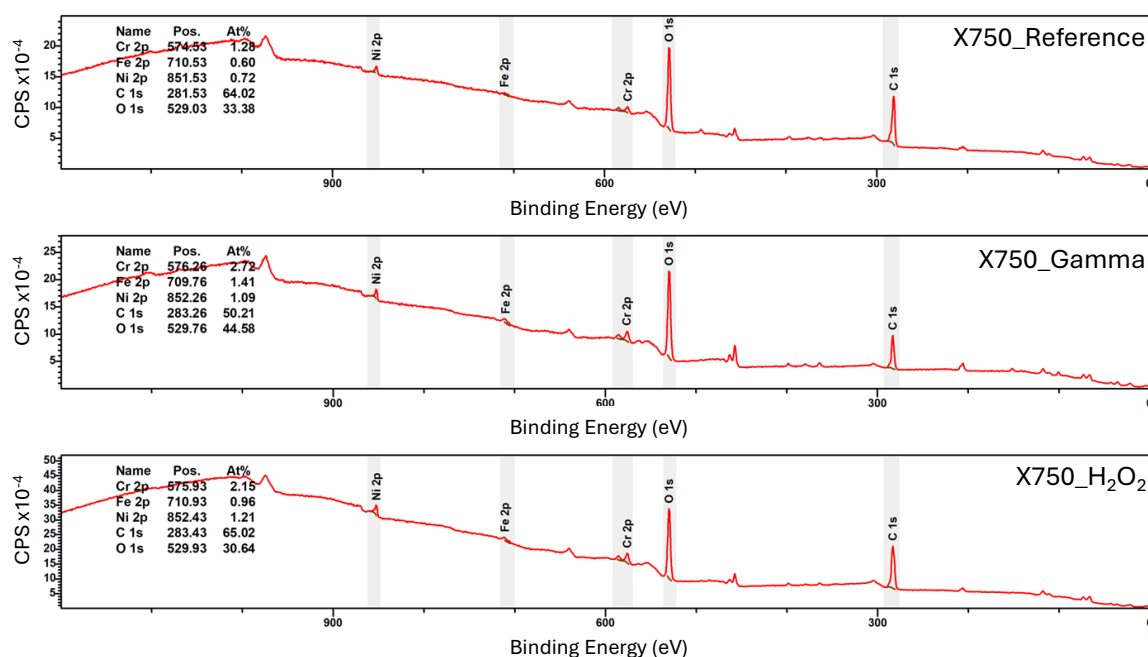 X750_Reference
Name Pos. At%
Cr 2p 574.53 1.28
Fe 2p 710.53 0.60
Ni 2p 851.53 0.72
C 1s 281.53 64.02
O 1s 529.03 33.38
Ni 2p
Fe 2p
Cr 2p
O 1s
C 1s
CPS x10-4
20
15
10
5
900 600 300 0
Binding Energy (eV)
X750_Gamma
Name Pos. At%
Cr 2p 576.26 2.72
Fe 2p 709.76 1.41
Ni 2p 852.26 1.09
C 1s 283.26 50.21
O 1s 529.76 44.58
Ni 2p
Fe 2p
Cr 2p
O 1s
C 1s
CPS x10-4
25
20
15
10
5
900 600 300 0
Binding Energy (eV)
X750_H₂O₂
Name Pos. At%
Cr 2p 575.93 2.15
Fe 2p 710.93 0.96
Ni 2p 852.43 1.21
C 1s 283.43 65.02
O 1s 529.93 30.64
Ni 2p
Fe 2p
Cr 2p
O 1s
C 1s
CPS x10-4
50
45
40
35
30
25
20
15
10
5
900 600 300 0
Binding Energy (eV)